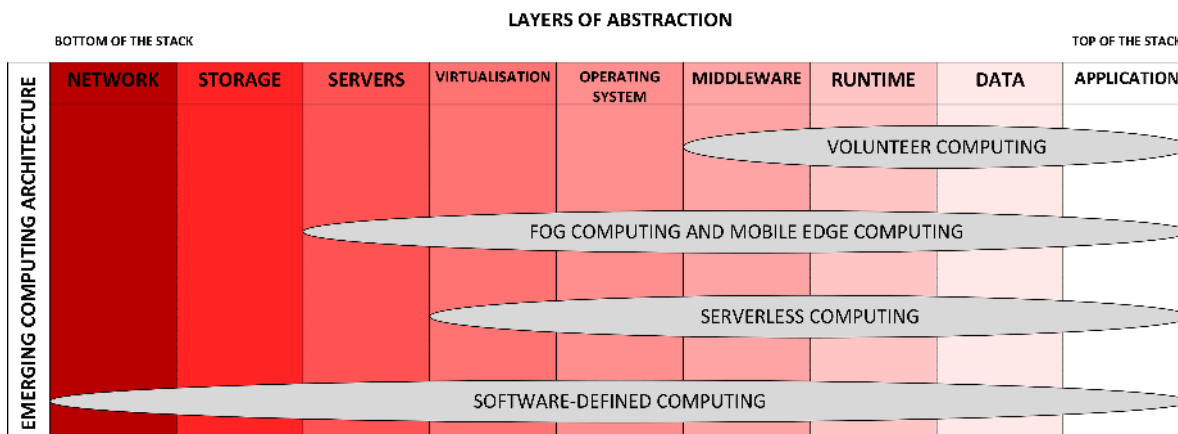 LAYERS OF ABSTRACTION
BOTTOM OF THE STACK
TOP OF THE STACK
EMERGING COMPUTING ARCHITECTURE
NETWORK
STORAGE
SERVERS
VIRTUALISATION
OPERATING
SYSTEM
MIDDLEWARE
RUNTIME
DATA
APPLICATION
VOLUNTEER COMPUTING
FOG COMPUTING AND MOBILE EDGE COMPUTING
SERVERLESS COMPUTING
SOFTWARE-DEFINED COMPUTING